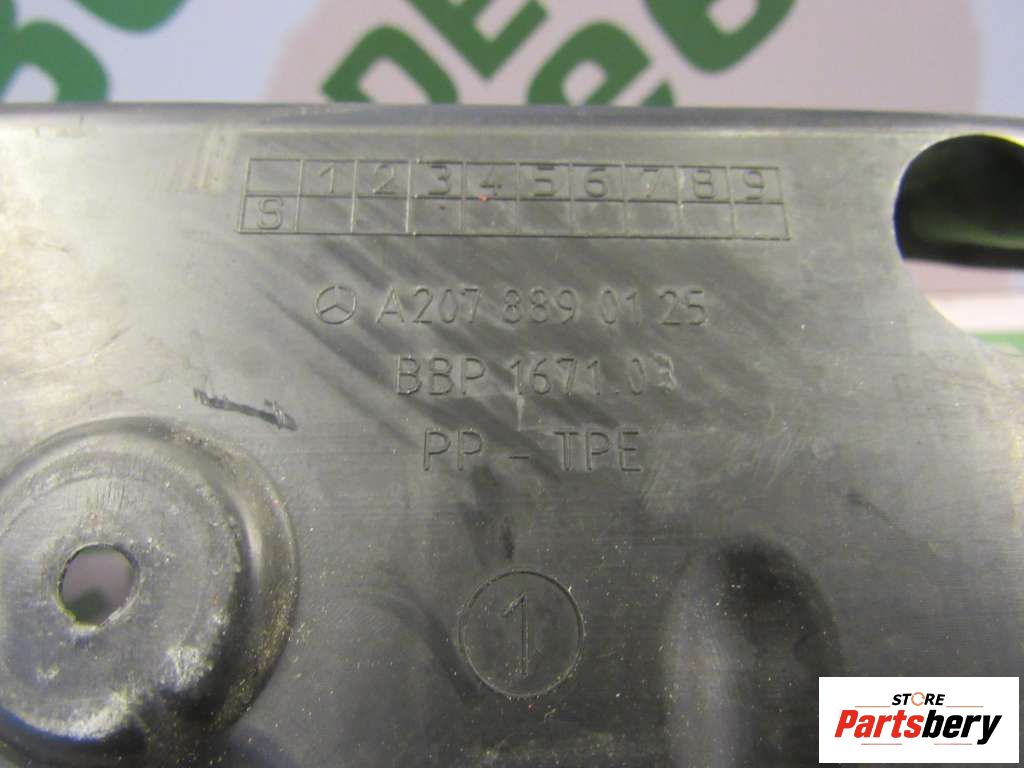 1 2 3 4 5 6 7 8 9
S
A207 889 01 25
BBP 1671.03
PP - TPE
1
STORE
Partsbery